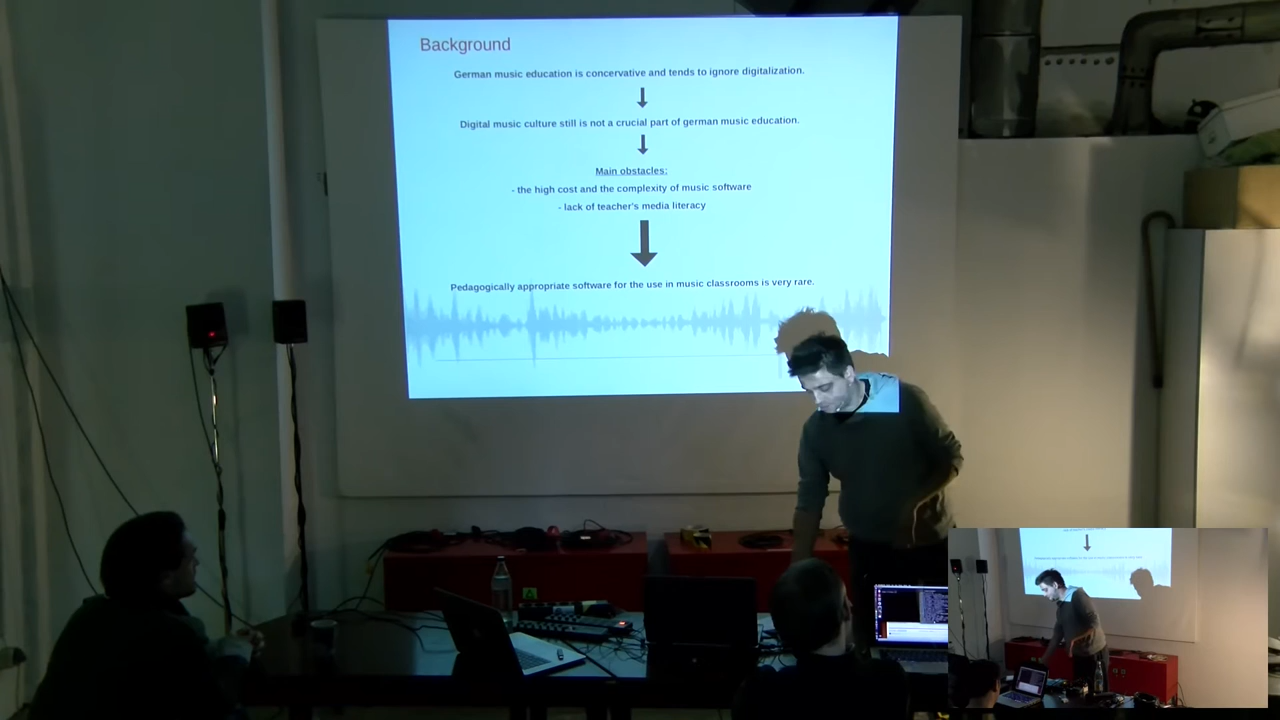 Background
German music education is concervative and tends to ignore digitalization.
Digital music culture still is not a crucial part of german music education.
Main obstacles:
- the high cost and the complexity of music software
- lack of teacher's media literacy
Pedagogically appropriate software for the use in music classrooms is very rare.